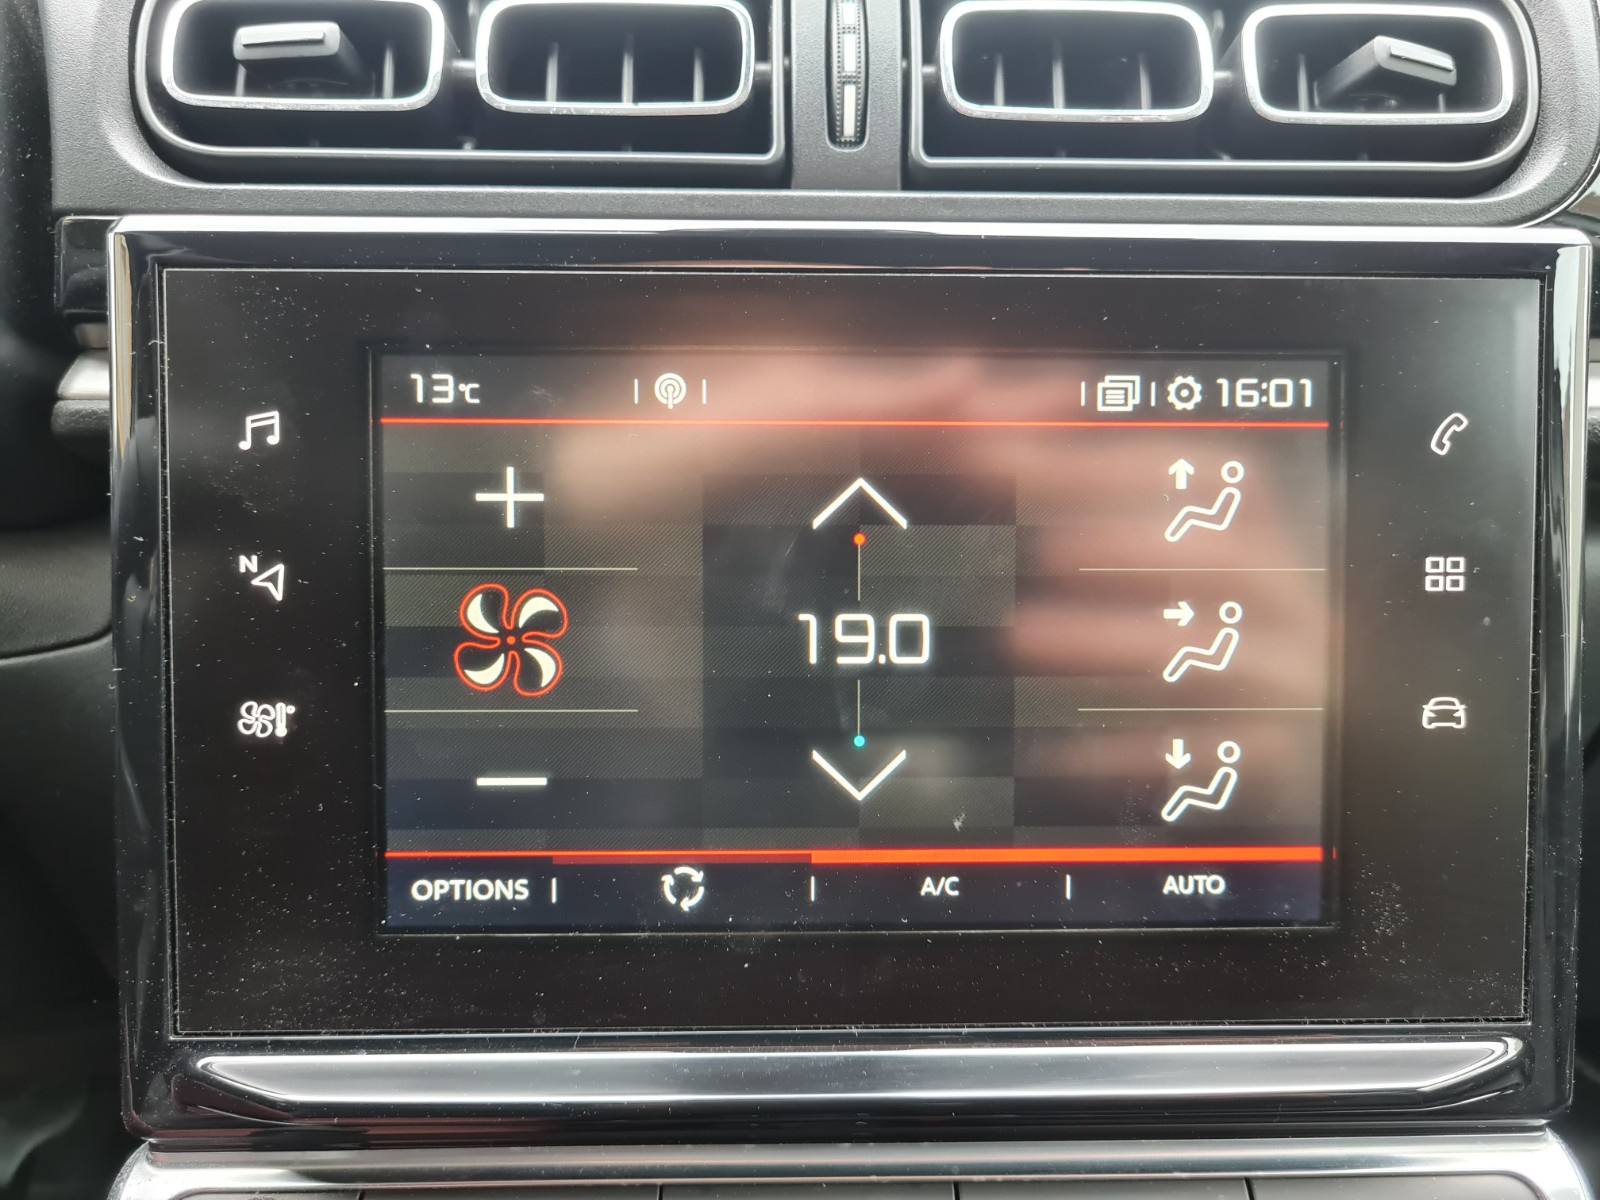 13°C 16:01
N
19.0
OPTIONS A/C AUTO